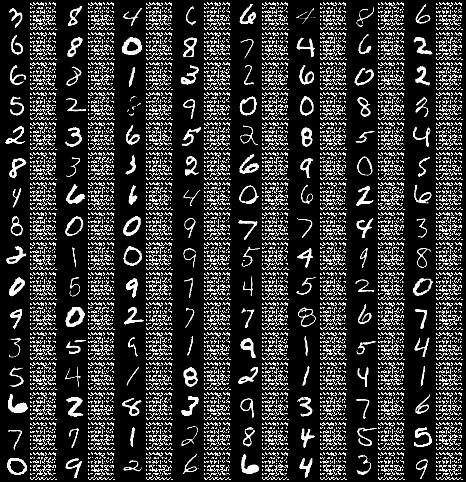 3 8 4 6 6 4 8 6
6 8 0 8 7 4 6 2
6 8 1 3 2 6 0 2
5 2 8 9 0 0 8 8
2 3 6 5 2 8 5 4
8 3 3 2 6 9 0 5
4 6 6 4 0 6 2 6
8 0 0 9 7 7 4 3
2 1 0 9 5 4 9 8
0 5 9 7 4 5 2 0
9 0 2 7 7 8 6 7
3 5 9 1 9 1 5 4
5 4 1 8 2 1 4 1
6 2 8 3 9 3 7 6
7 7 1 2 8 4 5 5
0 9 2 6 6 4 3 9